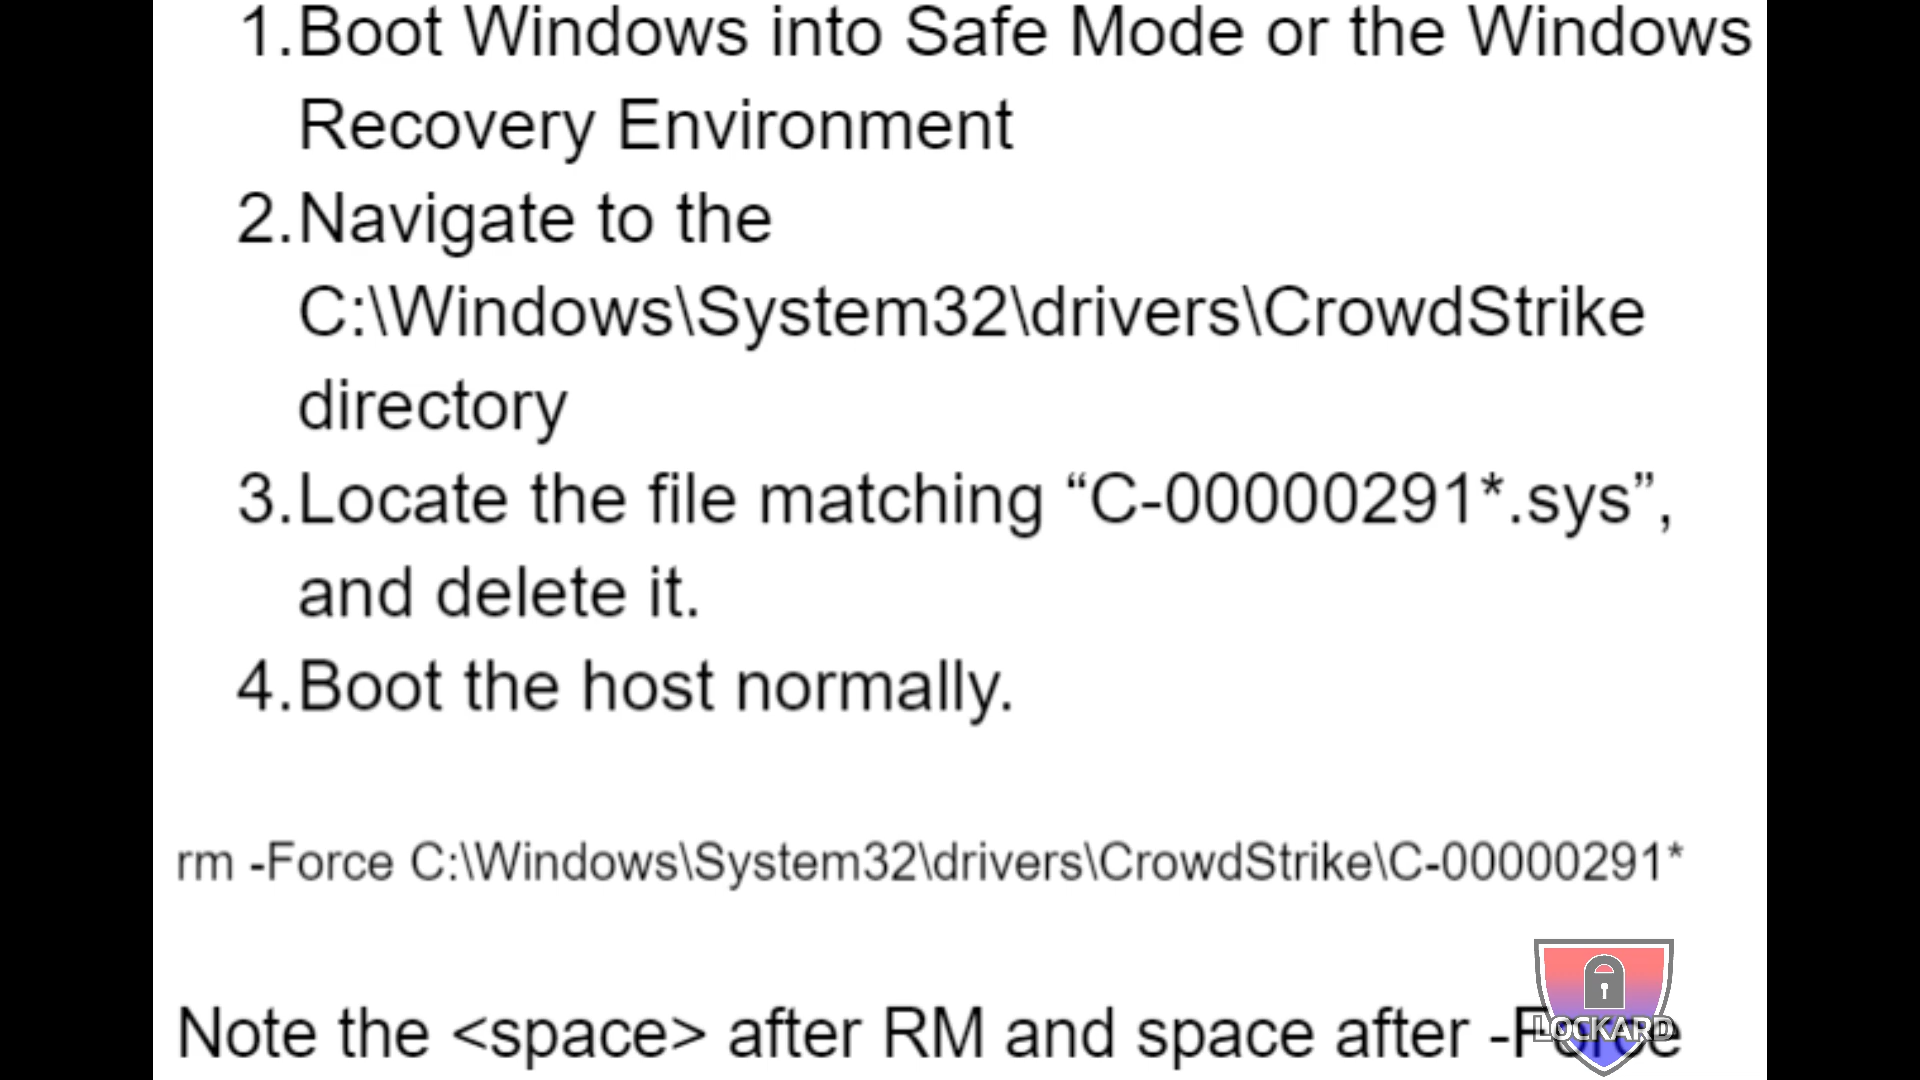 1.Boot Windows into Safe Mode or the Windows
Recovery Environment
2.Navigate to the
C:\Windows\System32\drivers\CrowdStrike
directory
3.Locate the file matching “C-00000291*.sys”,
and delete it.
4.Boot the host normally.
rm -Force C:\Windows\System32\drivers\CrowdStrike\C-00000291*
Note the <space> after RM and space after -Force
LOCKARD